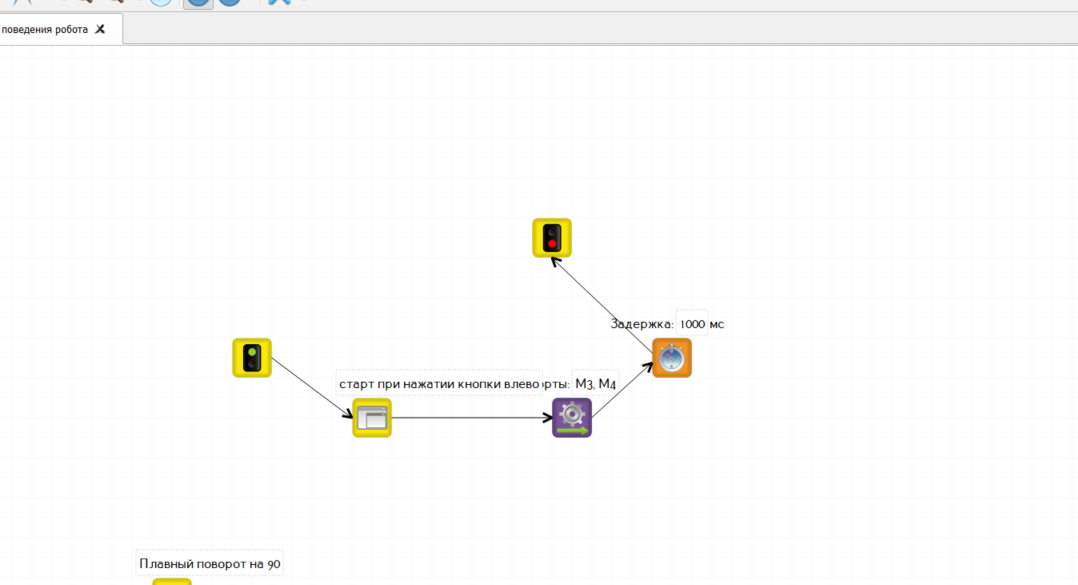 поведения робота
Задержка: 1000 мс
старт при нажатии кнопки влево
рты: М3, М4
Плавный поворот на 90